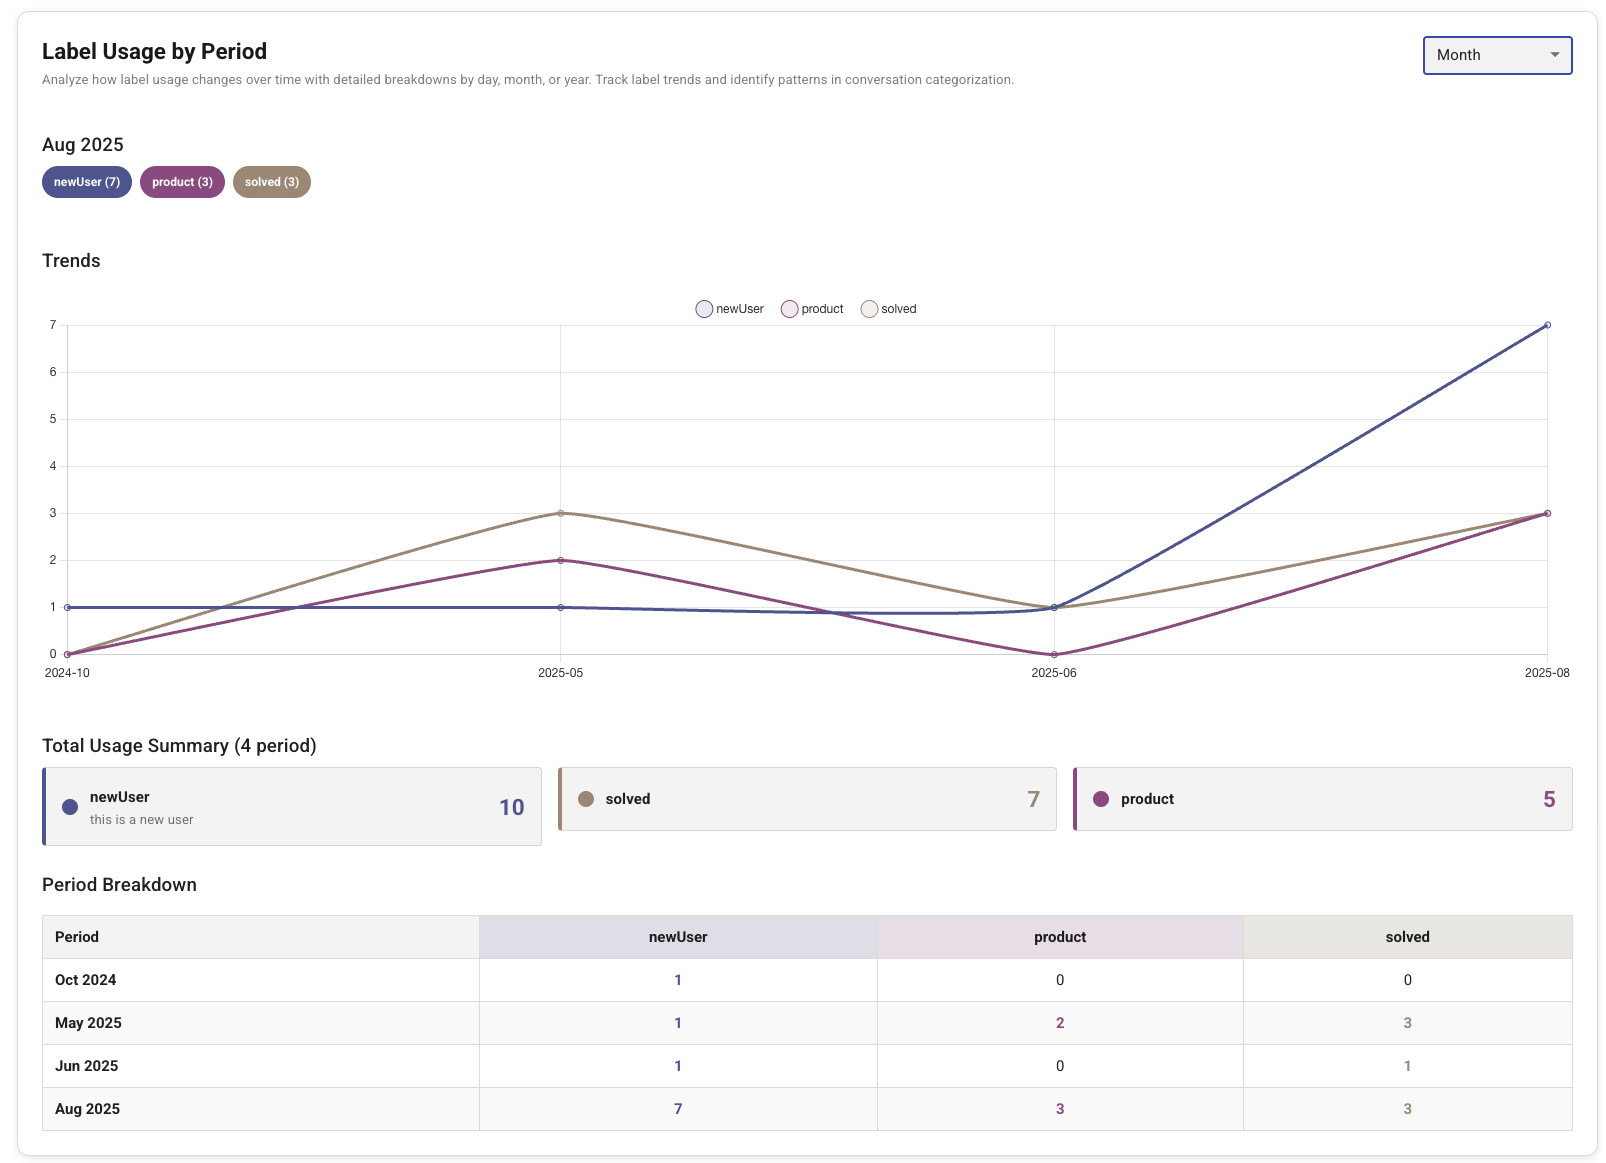 Label Usage by Period
Month
Analyze how label usage changes over time with detailed breakdowns by day, month, or year. Track label trends and identify patterns in conversation categorization.
Aug 2025
newUser (7) product (3) solved (3)
Trends
newUser product solved
7
6
5
4
3
2
1
0
2024-10 2025-05 2025-06 2025-08
Total Usage Summary (4 period)
newUser
this is a new user
10
solved 7
product 5
Period Breakdown
Period newUser product solved
Oct 2024 1 0 0
May 2025 1 2 3
Jun 2025 1 0 1
Aug 2025 7 3 3